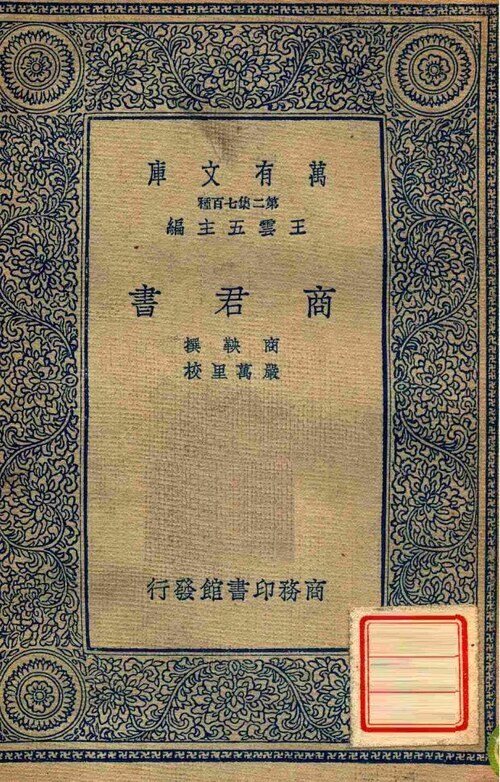 萬有文庫
第二集七百種
王雲五主編
商君書
商鞅撰
嚴萬里校
商務印書館發行